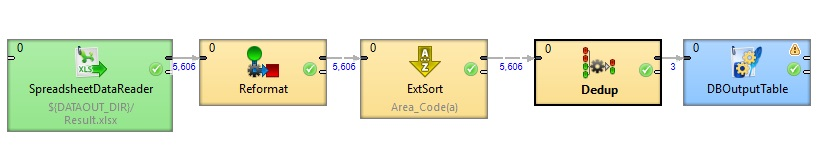 0
XLS
SpreadsheetDataReader
${DATAOUT_DIR}/
Result.xlsx
5,606
0
Reformat
5,606
0
A
Z
ExtSort
Area_Code(a)
5,606
0
Dedup
3
0
DBOutputTable